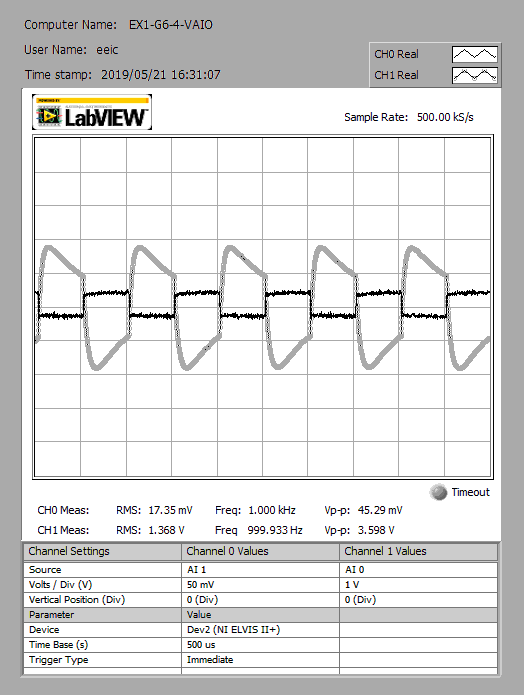 Computer Name: EX1-G6-4-VAIO
User Name: eeic
Time stamp: 2019/05/21 16:31:07
CH0 Real
CH1 Real
POWERED BY
LabVIEW
Sample Rate: 500.00 kS/s
Timeout
CH0 Meas: RMS: 17.35 mV Freq: 1.000 kHz Vp-p: 45.29 mV
CH1 Meas: RMS: 1.368 V Freq 999.933 Hz Vp-p: 3.598 V
Channel Settings Channel 0 Values Channel 1 Values
Source AI 1 AI 0
Volts / Div (V) 50 mV 1 V
Vertical Position (Div) 0 (Div) 0 (Div)
Parameter Value
Device Dev2 (NI ELVIS II+)
Time Base (s) 500 us
Trigger Type Immediate